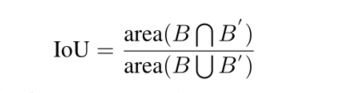 IoU = area(B ⋂ B′) / area(B ⋃ B′)